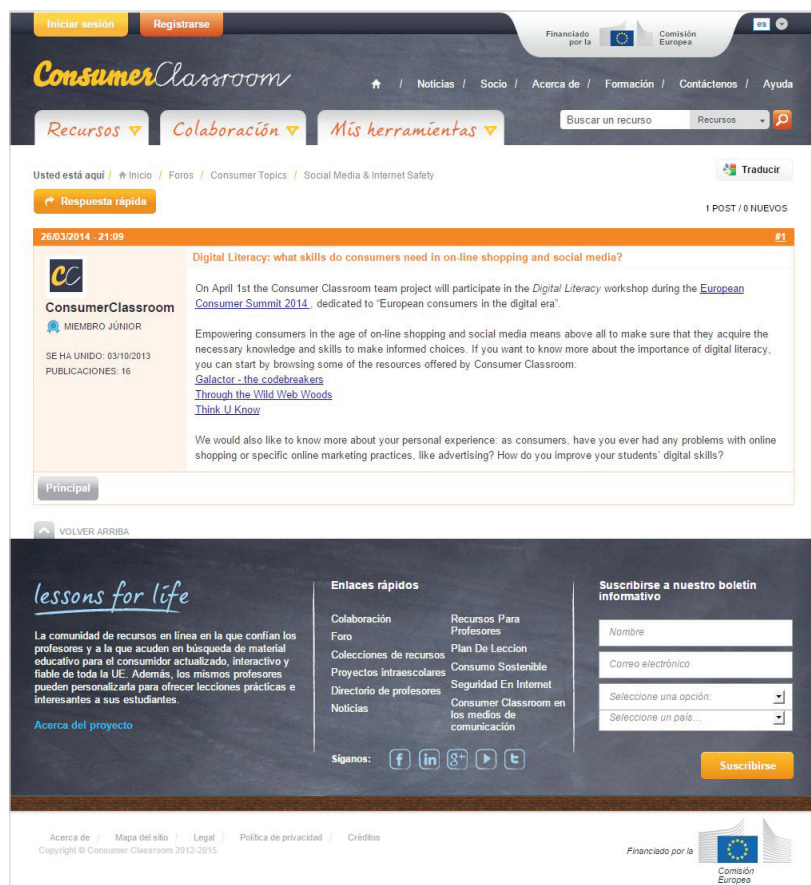 Iniciar sesión
Registrarse
Financiado
por la
Comisión
Europea
es
ConsumerClassroom
/ Noticias / Socio / Acerca de / Formación / Contáctenos / Ayuda
Recursos
Colaboración
Mis herramientas
Buscar un recurso
Recursos
Usted está aquí / Inicio / Foros / Consumer Topics / Social Media & Internet Safety
Traducir
Respuesta rápida
1 POST / 0 NUEVOS
26/03/2014 - 21:09
#1
CC
ConsumerClassroom
MIEMBRO JÚNIOR
SE HA UNIDO: 03/10/2013
PUBLICACIONES: 16
Digital Literacy: what skills do consumers need in on-line shopping and social media?
On April 1st the Consumer Classroom team project will participate in the Digital Literacy workshop during the European
Consumer Summit 2014 , dedicated to “European consumers in the digital era”.
Empowering consumers in the age of on-line shopping and social media means above all to make sure that they acquire the
necessary knowledge and skills to make informed choices. If you want to know more about the importance of digital literacy,
you can start by browsing some of the resources offered by Consumer Classroom:
Galactor - the codebreakers
Through the Wild Web Woods
Think U Know
We would also like to know more about your personal experience: as consumers, have you ever had any problems with online
shopping or specific online marketing practices, like advertising? How do you improve your students’ digital skills?
Principal
VOLVER ARRIBA
lessons for life
La comunidad de recursos en línea en la que confían los
profesores y a la que acuden en búsqueda de material
educativo para el consumidor actualizado, interactivo y
fiable de toda la UE. Además, los mismos profesores
pueden personalizarla para ofrecer lecciones prácticas e
interesantes a sus estudiantes.
Acerca del proyecto
Enlaces rápidos
Colaboración
Foro
Colecciones de recursos
Proyectos intraescolares
Directorio de profesores
Noticias
Recursos Para
Profesores
Plan De Leccion
Consumo Sostenible
Seguridad En Internet
Consumer Classroom en
los medios de
comunicación
Síganos:
f
in
g+
t
Suscribirse a nuestro boletín
informativo
Nombre
Correo electrónico
Seleccione una opción:
Seleccione un país...
Suscribirse
Acerca de / Mapa del sitio / Legal / Política de privacidad / Créditos
Copyright © Consumer Classroom 2012-2015
Financiado por la
Comisión
Europea